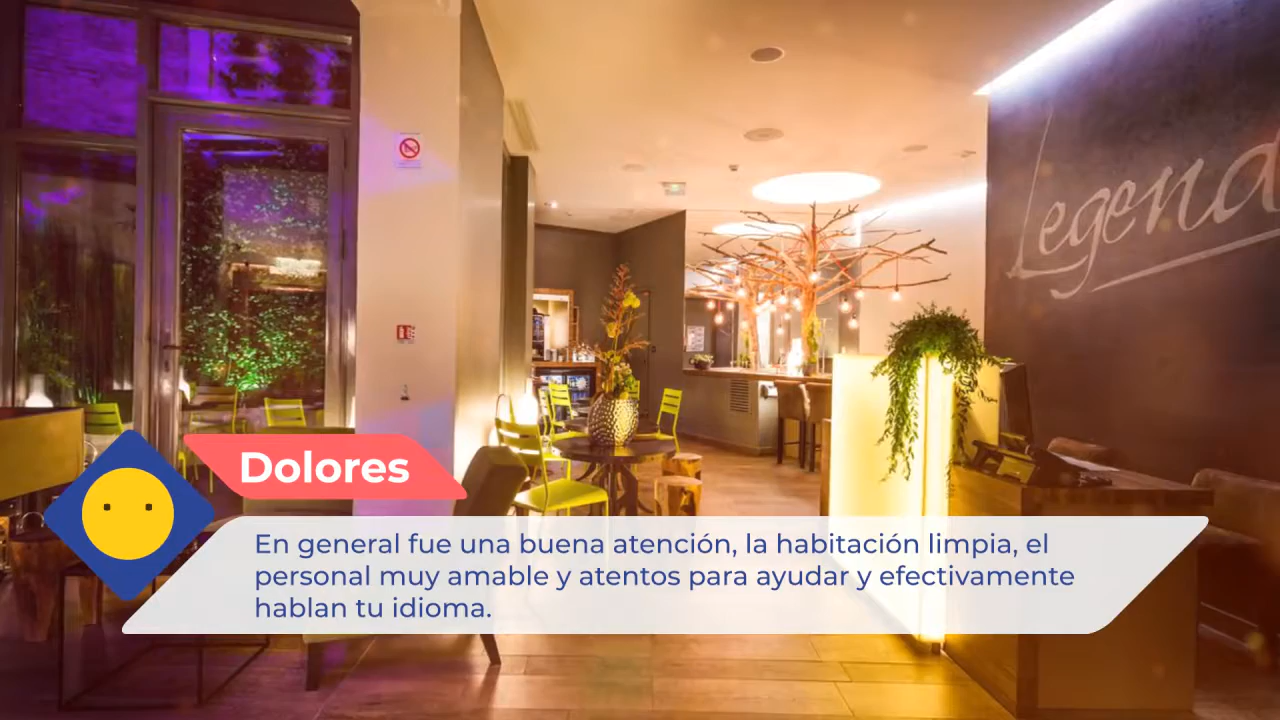 Legend
Dolores
En general fue una buena atención, la habitación limpia, el
personal muy amable y atentos para ayudar y efectivamente
hablan tu idioma.